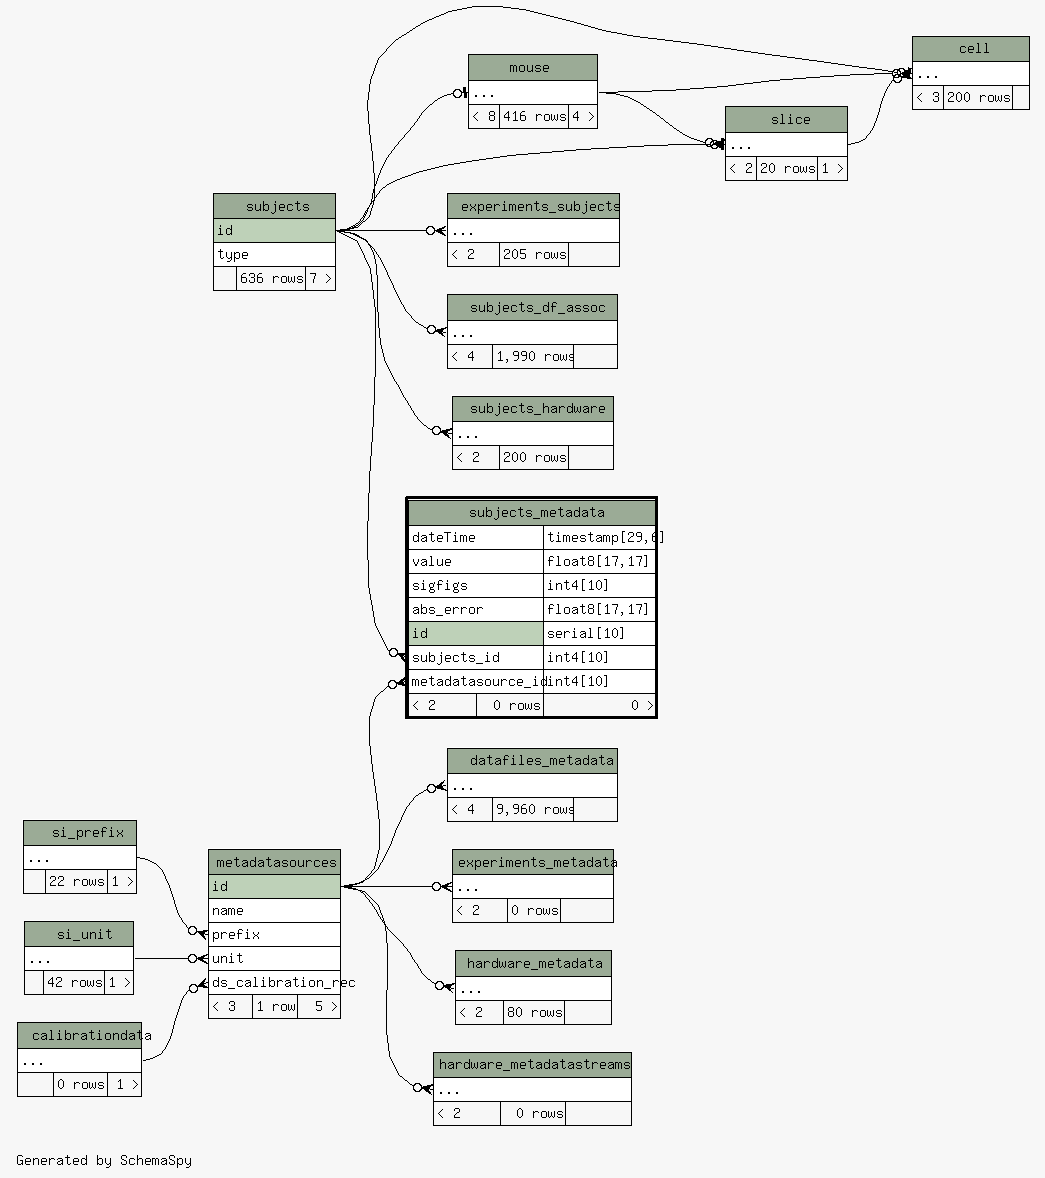 cell
...
< 3 200 rows
mouse
...
< 8 416 rows 4 >
slice
...
< 2 20 rows 1 >
subjects
id
type
636 rows 7 >
experiments_subjects
...
< 2 205 rows
subjects_df_assoc
...
< 4 1,990 rows
subjects_hardware
...
< 2 200 rows
subjects_metadata
dateTime timestamp[29,6]
value float8[17,17]
sigfigs int4[10]
abs_error float8[17,17]
id serial[10]
subjects_id int4[10]
metadatasource_id int4[10]
< 2 0 rows 0 >
datafiles_metadata
...
< 4 9,960 rows
si_prefix
...
22 rows 1 >
si_unit
...
42 rows 1 >
calibrationdata
...
0 rows 1 >
metadatasources
id
name
prefix
unit
ds_calibration_rec
< 3 1 row 5 >
experiments_metadata
...
< 2 0 rows
hardware_metadata
...
< 2 80 rows
hardware_metadatastreams
...
< 2 0 rows
Generated by SchemaSpy